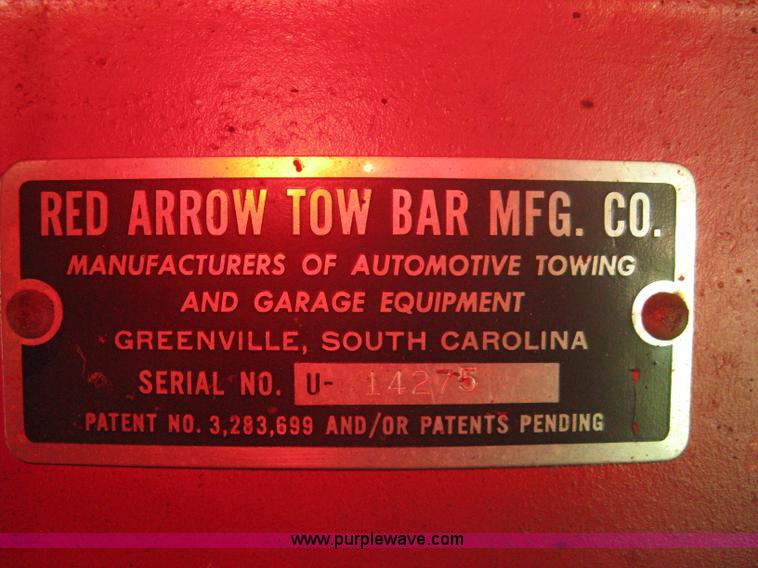 RED ARROW TOW BAR MFG. CO.
MANUFACTURERS OF AUTOMOTIVE TOWING
AND GARAGE EQUIPMENT
GREENVILLE, SOUTH CAROLINA
SERIAL NO. U- 14275
PATENT NO. 3,283,699 AND/OR PATENTS PENDING
www.purplewave.com